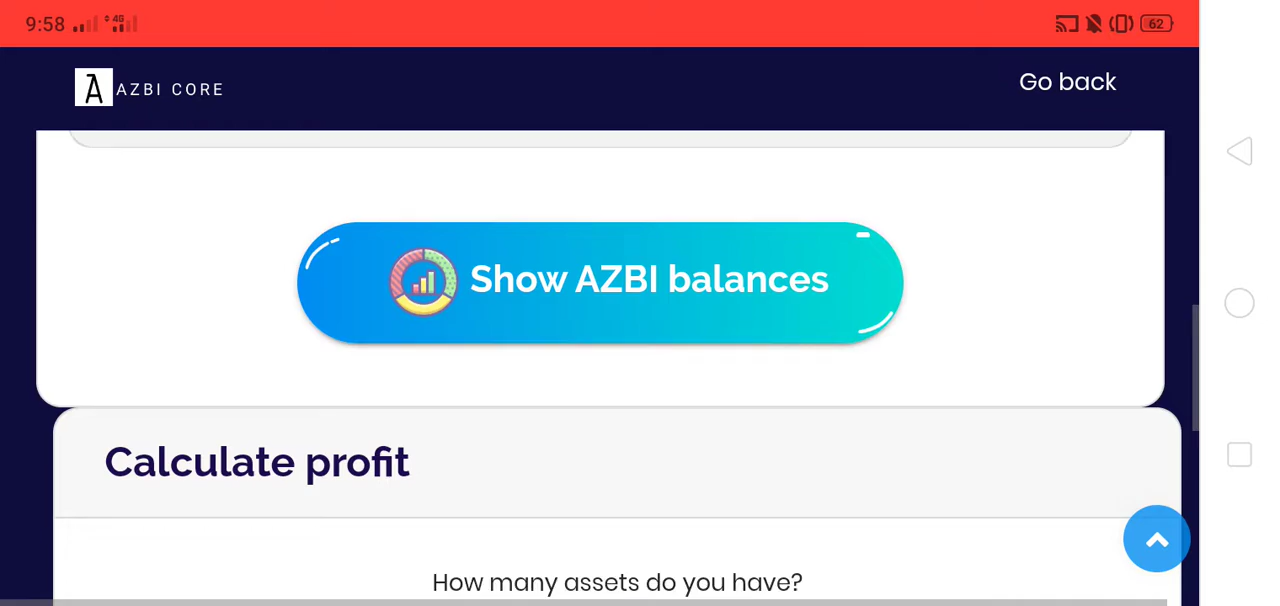 9:58 4G 62
A AZBI CORE Go back
Show AZBI balances
Calculate profit
How many assets do you have?